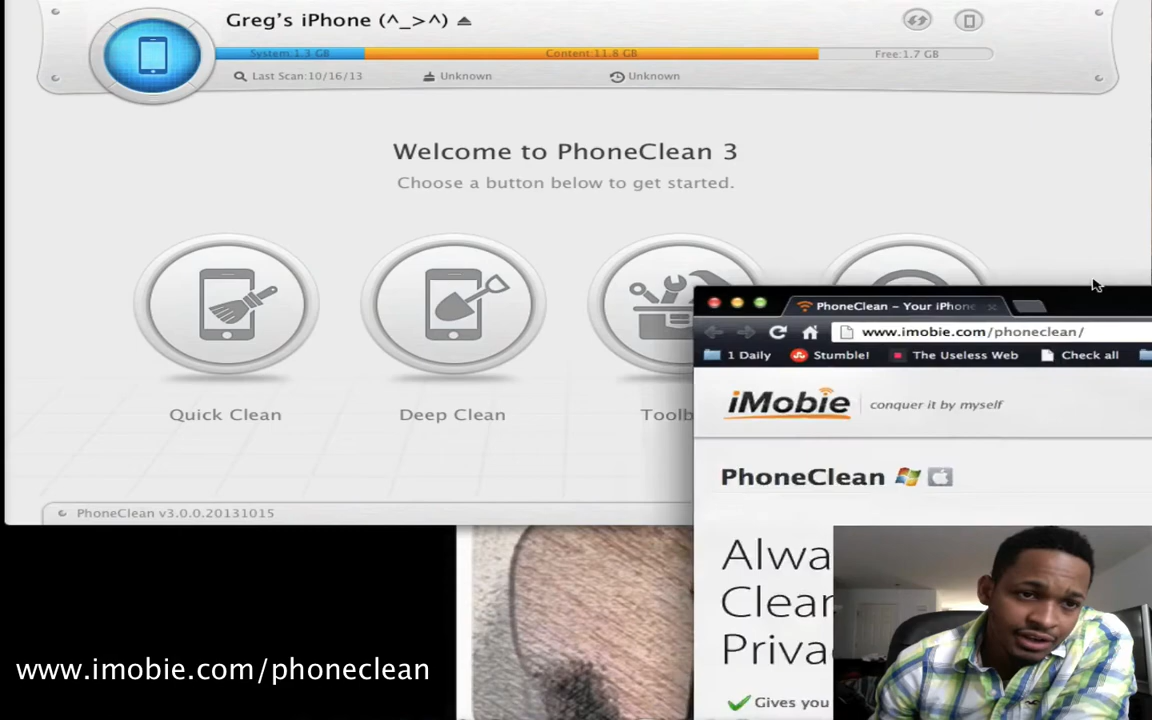 Greg's iPhone (^_>^)
System:1.3 GB
Content:11.8 GB
Free:1.7 GB
Last Scan:10/16/13
Unknown
Unknown
Welcome to PhoneClean 3
Choose a button below to get started.
Quick Clean
Deep Clean
Toolb
PhoneClean v3.0.0.20131015
PhoneClean – Your iPhone
www.imobie.com/phoneclean/
1 Daily
Stumble!
The Useless Web
Check all
iMobie
conquer it by myself
PhoneClean
Alwa
Clean
Priva
Gives you
www.imobie.com/phoneclean